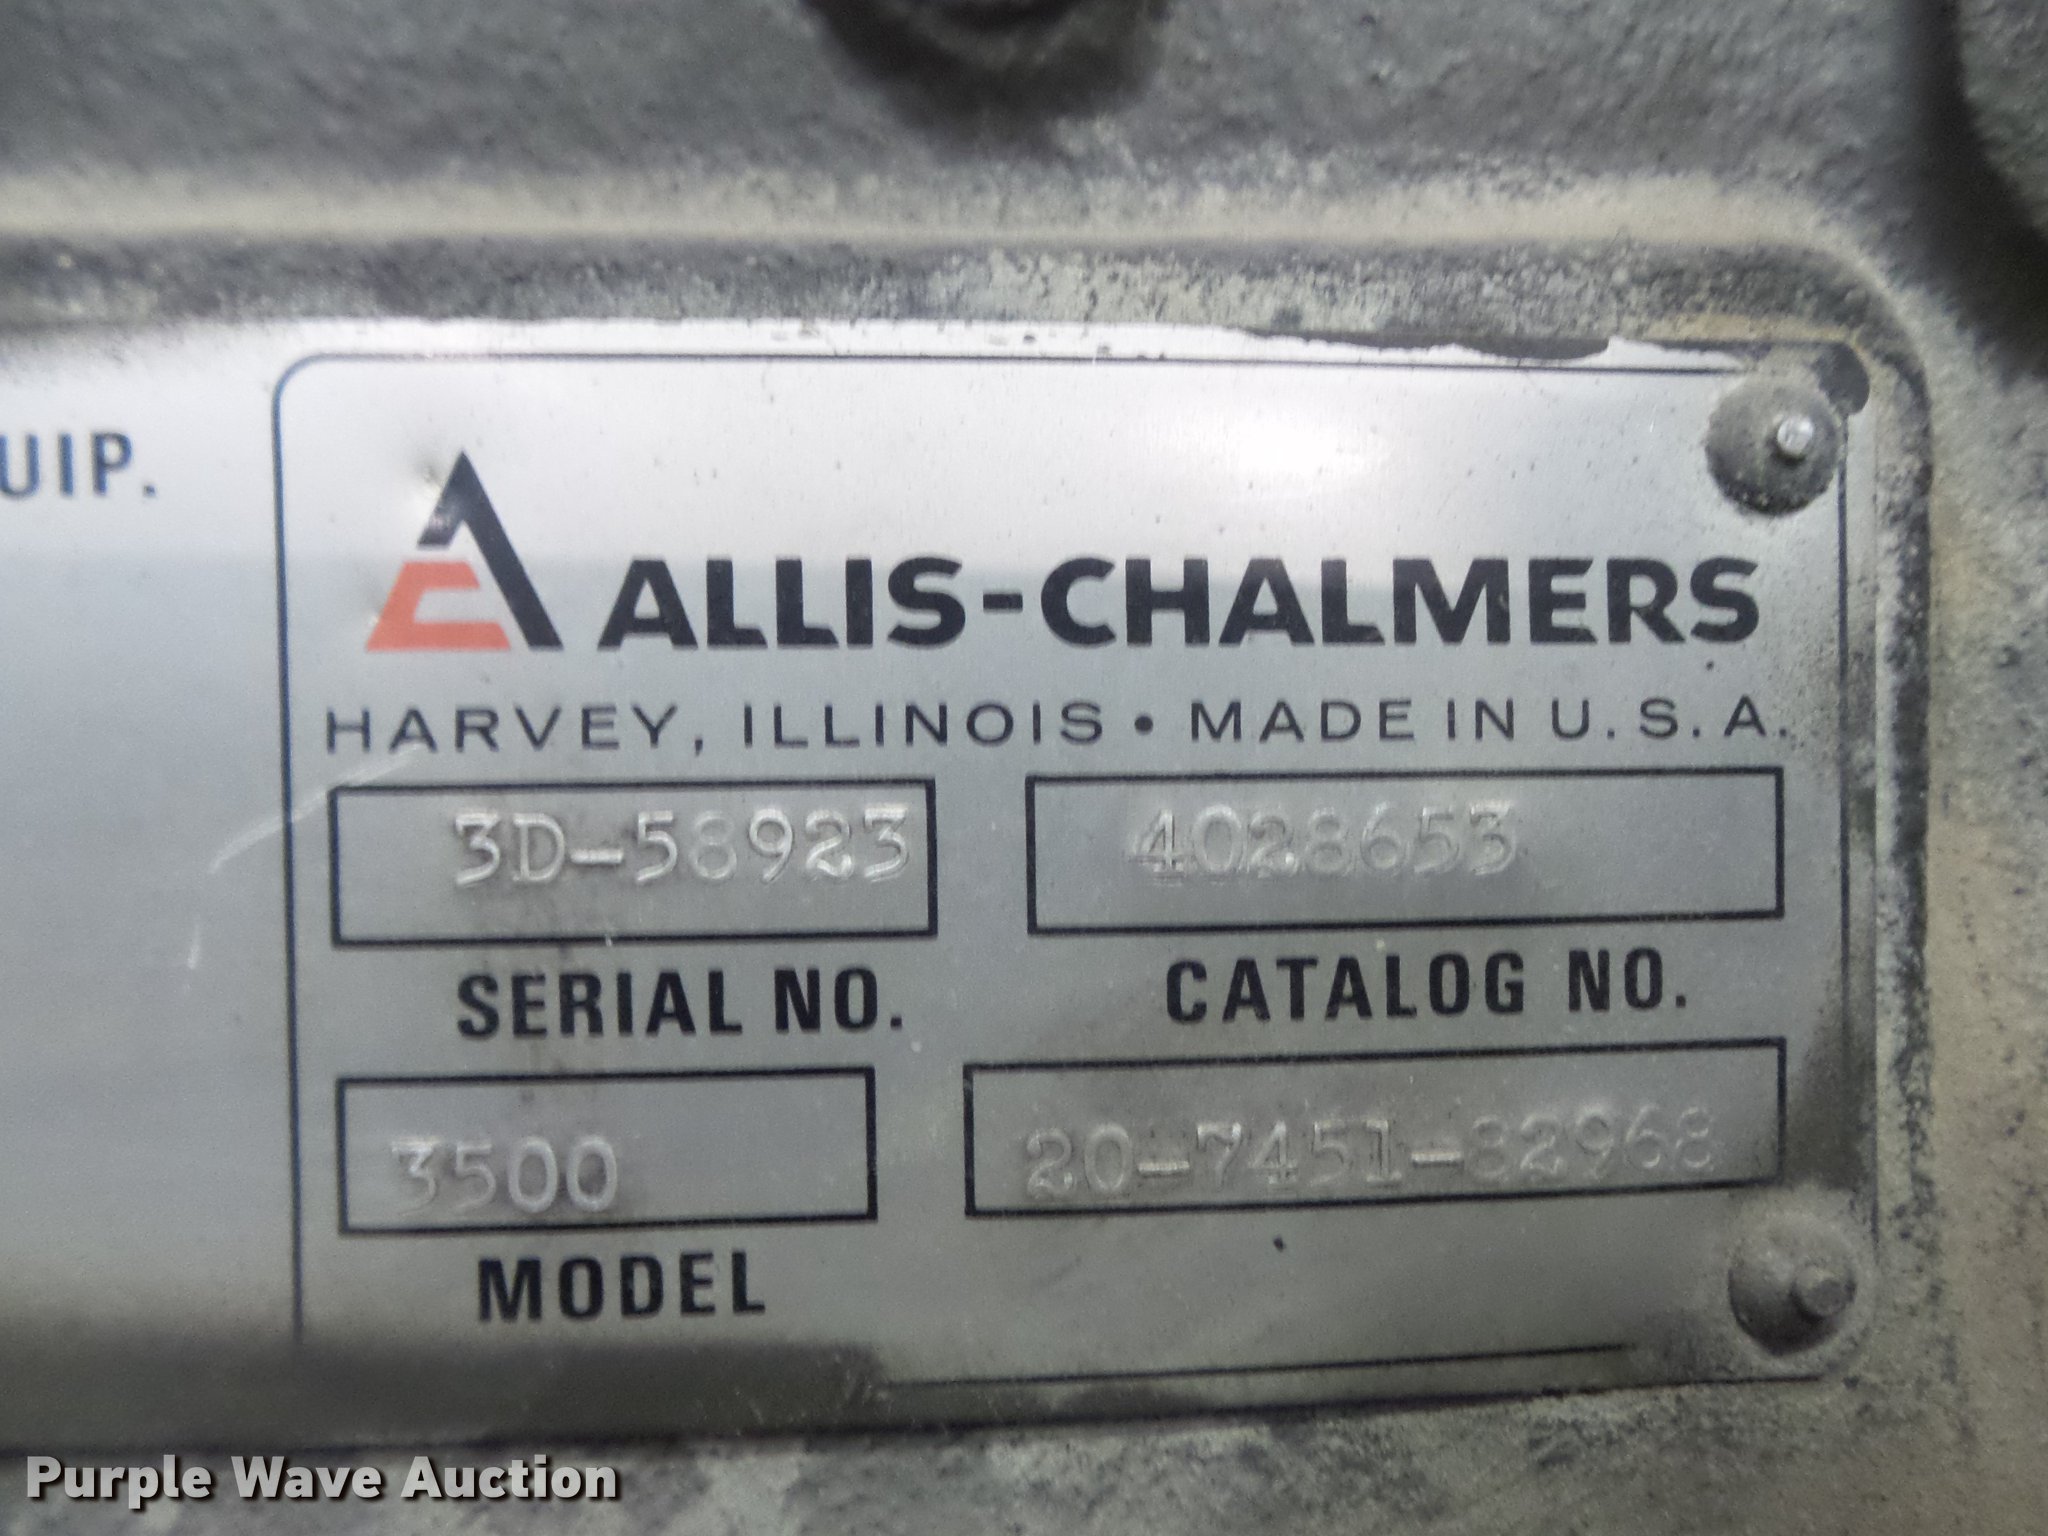 UIP.
ALLIS-CHALMERS
HARVEY, ILLINOIS • MADE IN U.S.A.
3D-58923 4028653
SERIAL NO. CATALOG NO.
3500 20-7451-82968
MODEL
Purple Wave Auction